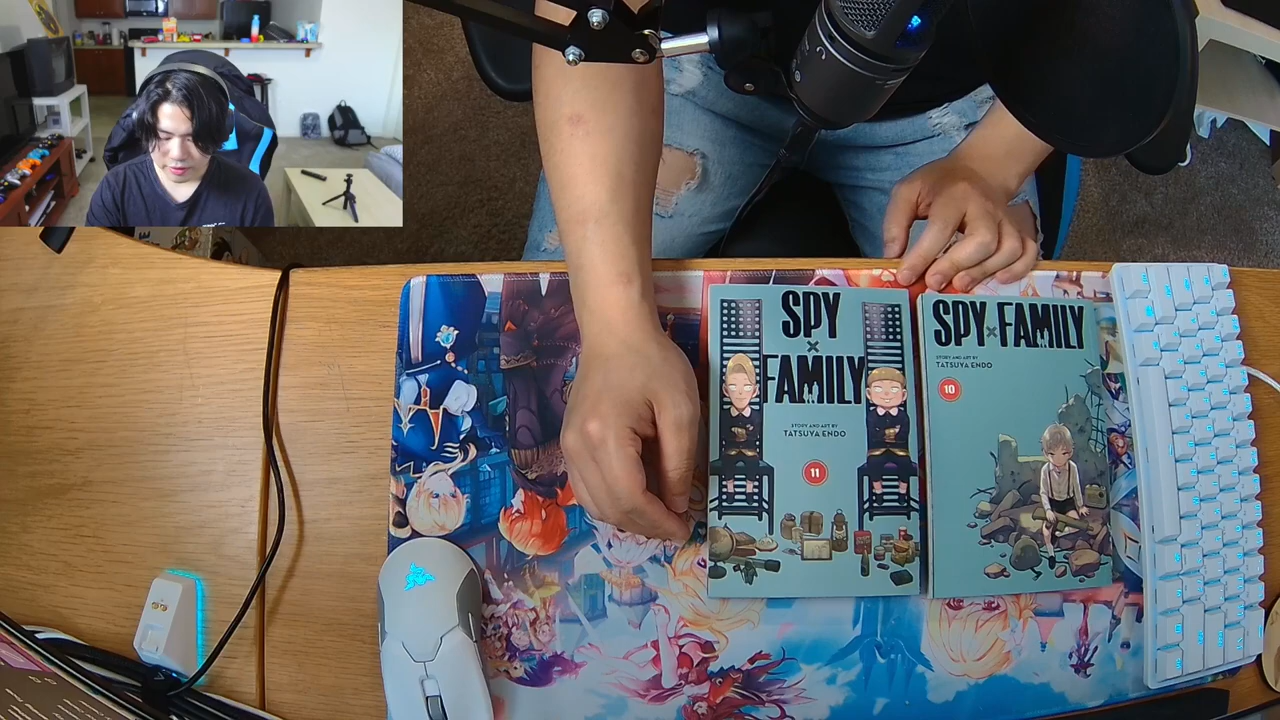 SPY
×
FAMILY
STORY AND ART BY
TATSUYA ENDO
11
SPY×FAMILY
STORY AND ART BY
TATSUYA ENDO
10